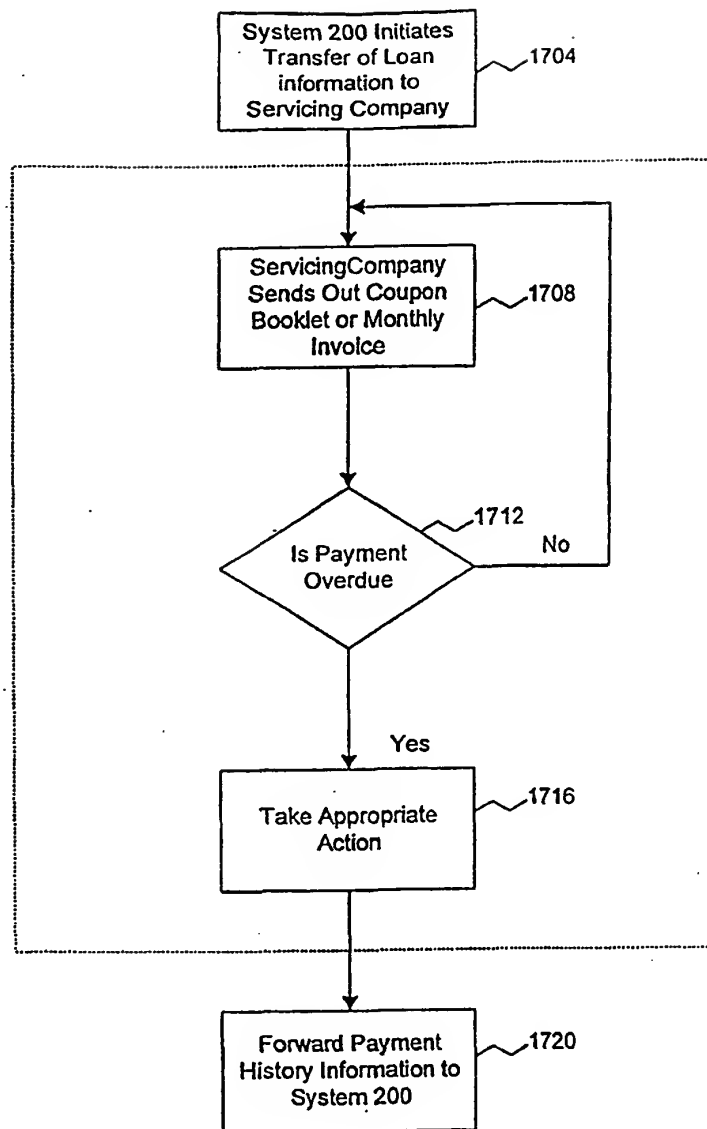 System 200 Initiates
Transfer of Loan
information to
Servicing Company
1704
ServicingCompany
Sends Out Coupon
Booklet or Monthly
Invoice
1708
1712
Is Payment
Overdue
No
Yes
Take Appropriate
Action
1716
Forward Payment
History Information to
System 200
1720